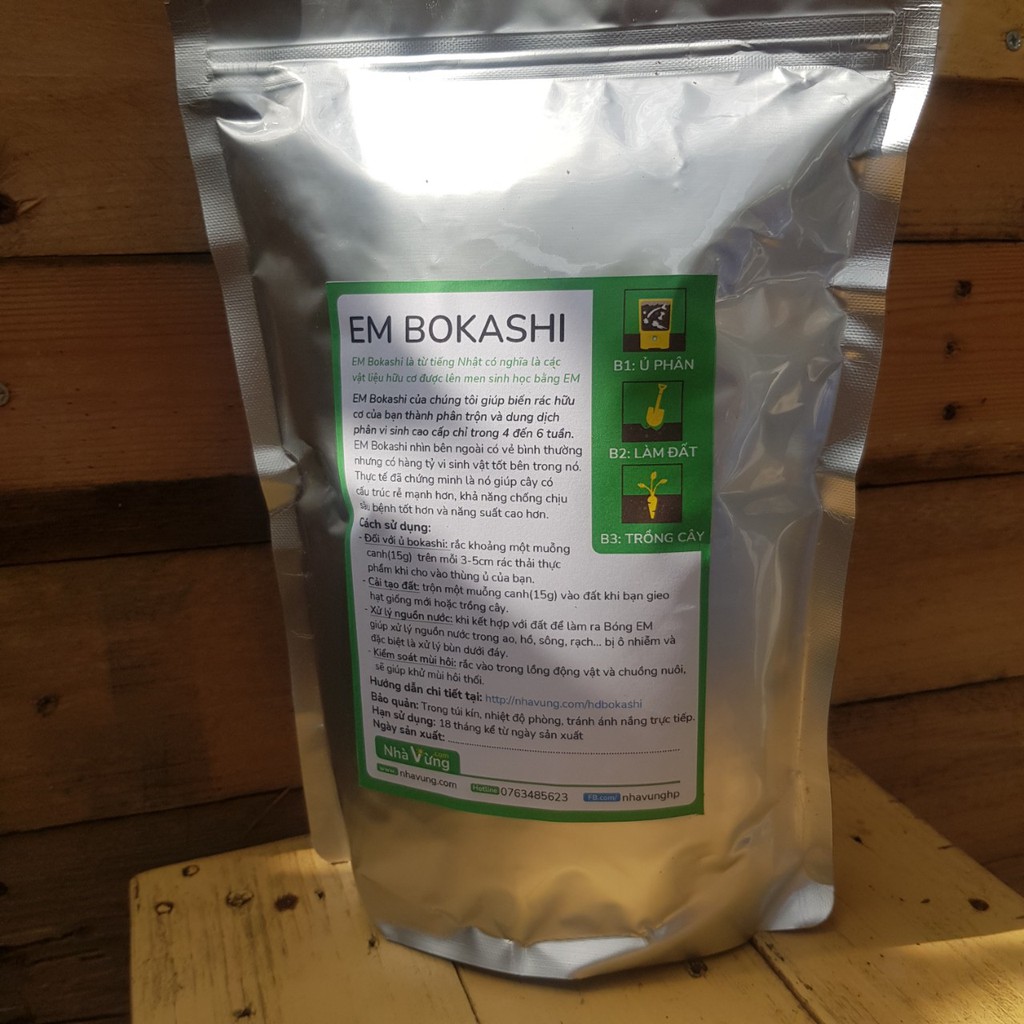 EM BOKASHI
EM Bokashi là từ tiếng Nhật có nghĩa là các
vật liệu hữu cơ được lên men sinh học bằng EM
EM Bokashi của chúng tôi giúp biến rác hữu
cơ của bạn thành phân trộn và dung dịch
phân vi sinh cao cấp chỉ trong 4 đến 6 tuần.
EM Bokashi nhìn bên ngoài có vẻ bình thường
nhưng có hàng tỷ vi sinh vật tốt bên trong nó.
Thực tế đã chứng minh là nó giúp cây có
cấu trúc rễ mạnh hơn, khả năng chống chịu
sâu bệnh tốt hơn và năng suất cao hơn.
Cách sử dụng:
- Đối với ủ bokashi: rắc khoảng một muỗng
canh(15g) trên mỗi 3-5cm rác thải thực
phẩm khi cho vào thùng ủ của bạn.
- Cải tạo đất: trộn một muỗng canh(15g) vào đất khi bạn gieo
hạt giống mới hoặc trồng cây.
- Xử lý nguồn nước: khi kết hợp với đất để làm ra Bóng EM
giúp xử lý nguồn nước trong ao, hồ, sông, rạch... bị ô nhiễm và
đặc biệt là xử lý bùn dưới đáy.
- Kiểm soát mùi hôi: rắc vào trong lồng động vật và chuồng nuôi,
sẽ giúp khử mùi hôi thối.
Hướng dẫn chi tiết tại: http://nhavung.com/hdbokashi
Bảo quản: Trong túi kín, nhiệt độ phòng, tránh ánh nắng trực tiếp.
Hạn sử dụng: 18 tháng kể từ ngày sản xuất
Ngày sản xuất:
Nhà Vừng .com
www. nhavung.com Hotline 0763485623 FB.com/ nhavunghp
B1: Ủ PHÂN
B2: LÀM ĐẤT
B3: TRỒNG CÂY